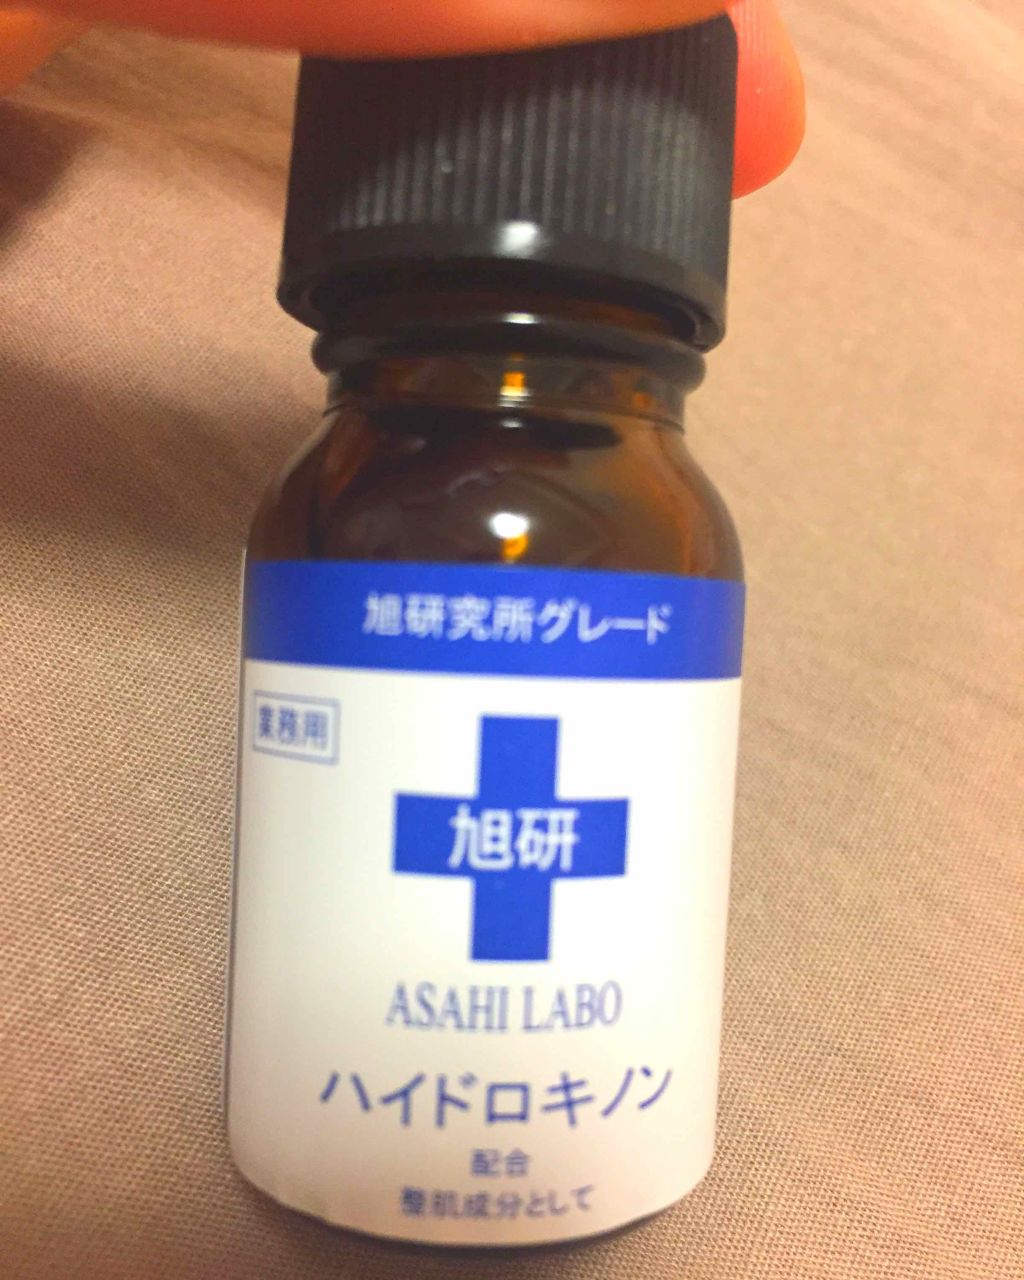 旭研究所グレード
業務用
旭研
ASAHI LABO
ハイドロキノン
配合
整肌成分として